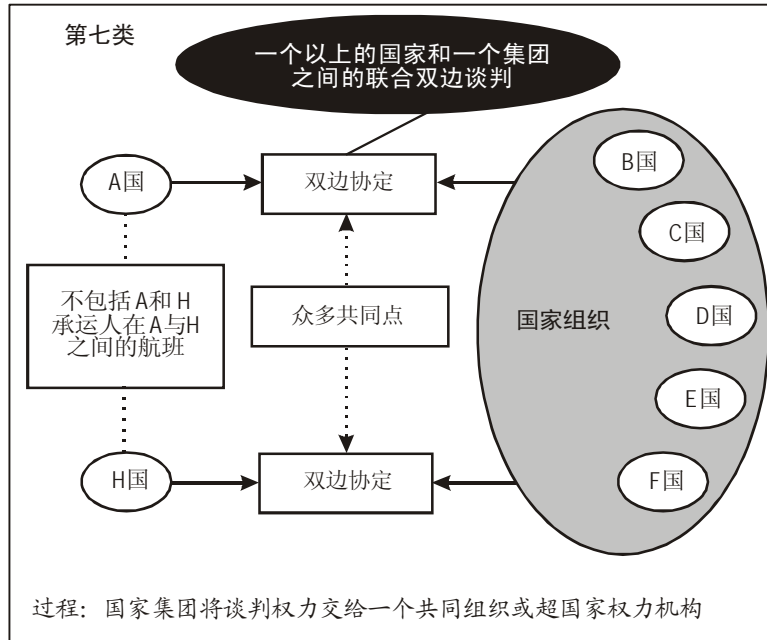 第七类
一个以上的国家和一个集团
之间的联合双边谈判
A国
双边协定
B国
C国
不包括A和H
承运人在A与H
之间的航班
众多共同点
国家组织
D国
E国
H国
双边协定
F国
过程：国家集团将谈判权力交给一个共同组织或超国家权力机构